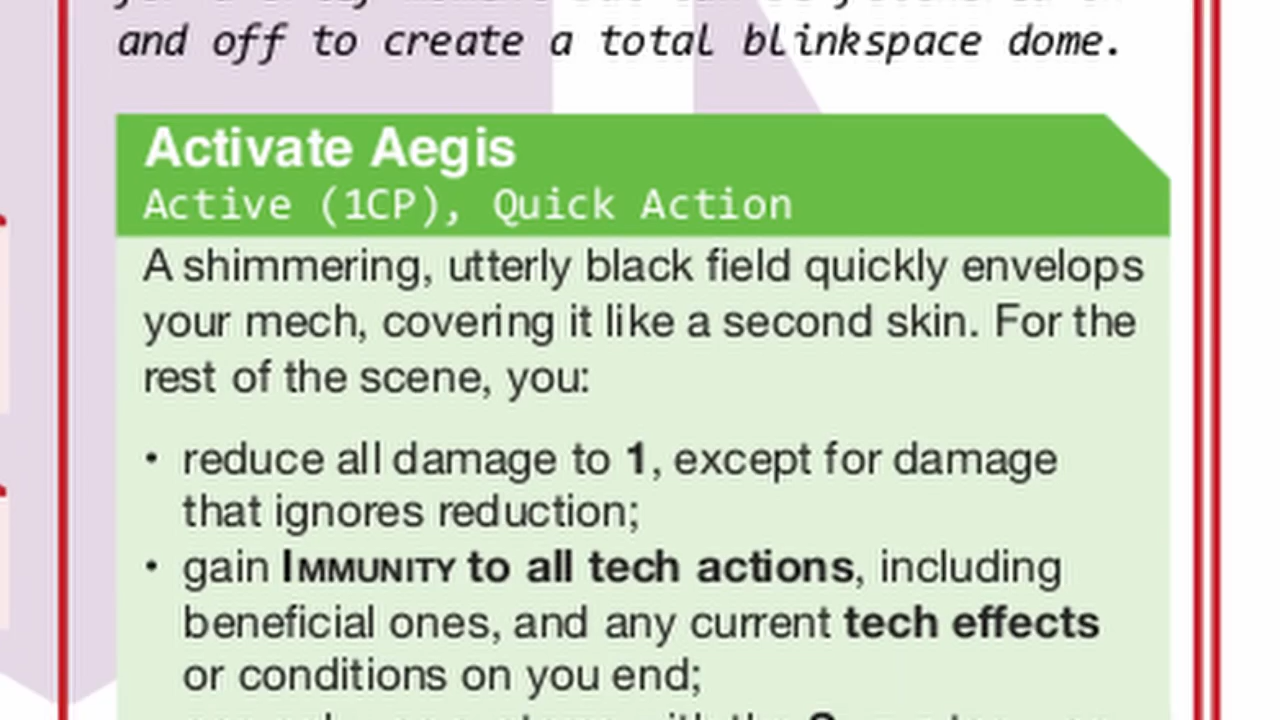 and off to create a total blinkspace dome.
Activate Aegis
Active (1CP), Quick Action
A shimmering, utterly black field quickly envelops
your mech, covering it like a second skin. For the
rest of the scene, you:
• reduce all damage to 1, except for damage
that ignores reduction;
• gain IMMUNITY to all tech actions, including
beneficial ones, and any current tech effects
or conditions on you end;